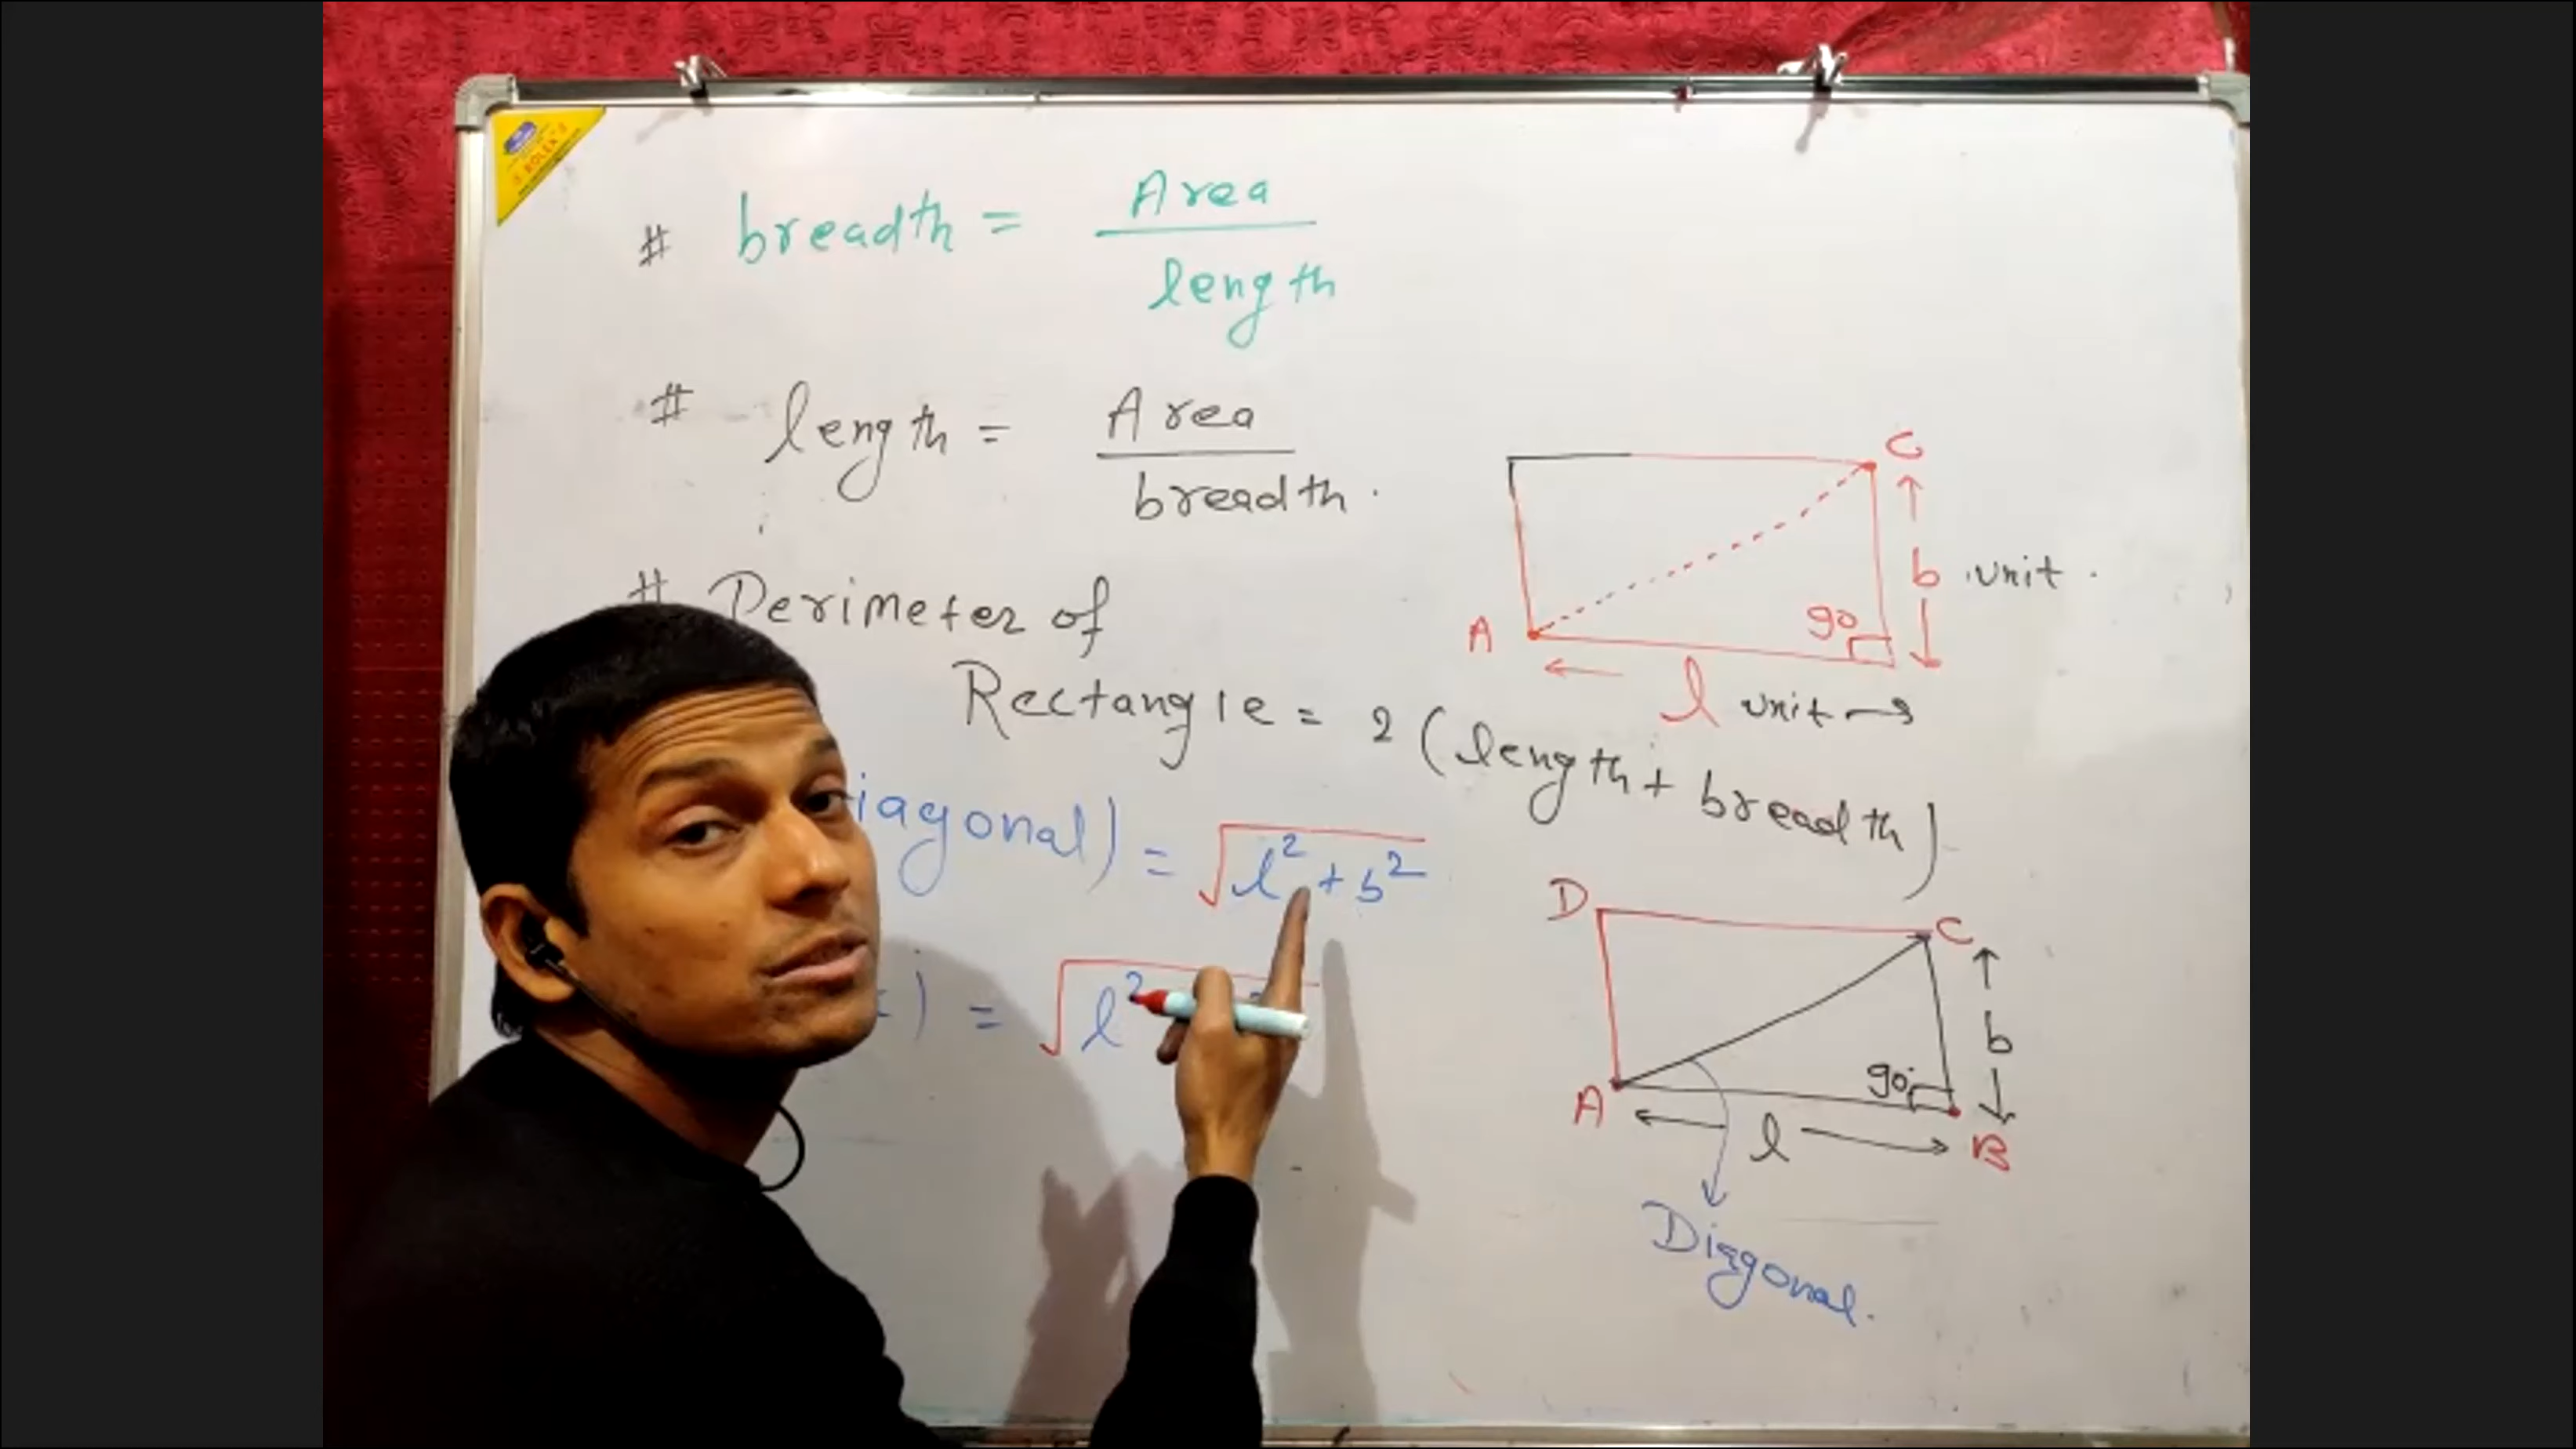 # breadth = Area
length
# length = Area
breadth.
# Perimeter of
Rectangle = 2 (length + breadth)
iagonal) = √l² + b²
) = √l²
C
b unit.
A
90
l unit →
D
C
b
90°
A
l
B
Diagonal.